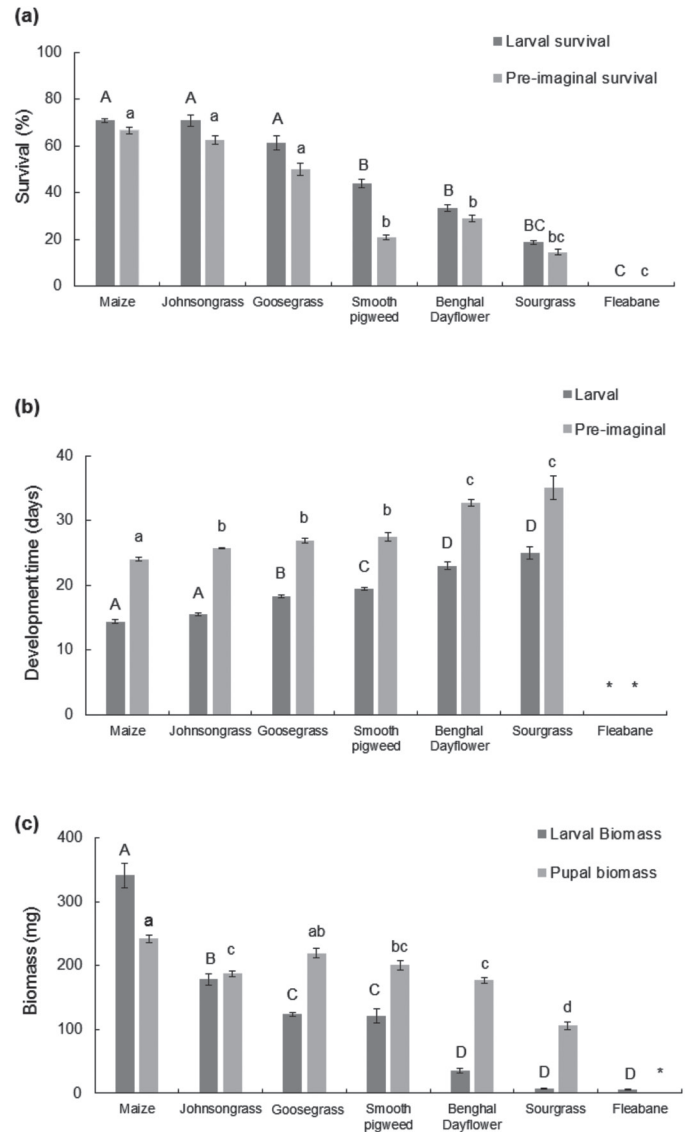 (a)
Larval survival
Pre-imaginal survival
Survival (%)
100
80
60
40
20
0
A a A a A a B b B b BC bc C c
Maize Johnsongrass Goosegrass Smooth pigweed Benghal Dayflower Sourgrass Fleabane
(b)
Larval
Pre-imaginal
Development time (days)
40
30
20
10
0
A a A b B b C b D c D c * *
Maize Johnsongrass Goosegrass Smooth pigweed Benghal Dayflower Sourgrass Fleabane
(c)
Larval Biomass
Pupal biomass
Biomass (mg)
400
300
200
100
0
A a B c C ab C bc D c D d D *
Maize Johnsongrass Goosegrass Smooth pigweed Benghal Dayflower Sourgrass Fleabane